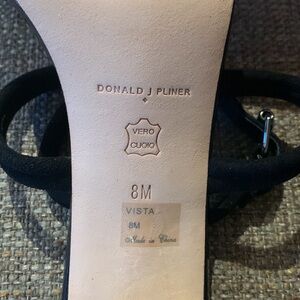 DONALD J PLINER
VERO
CUOIO
8M
VISTA
8M
Made in China